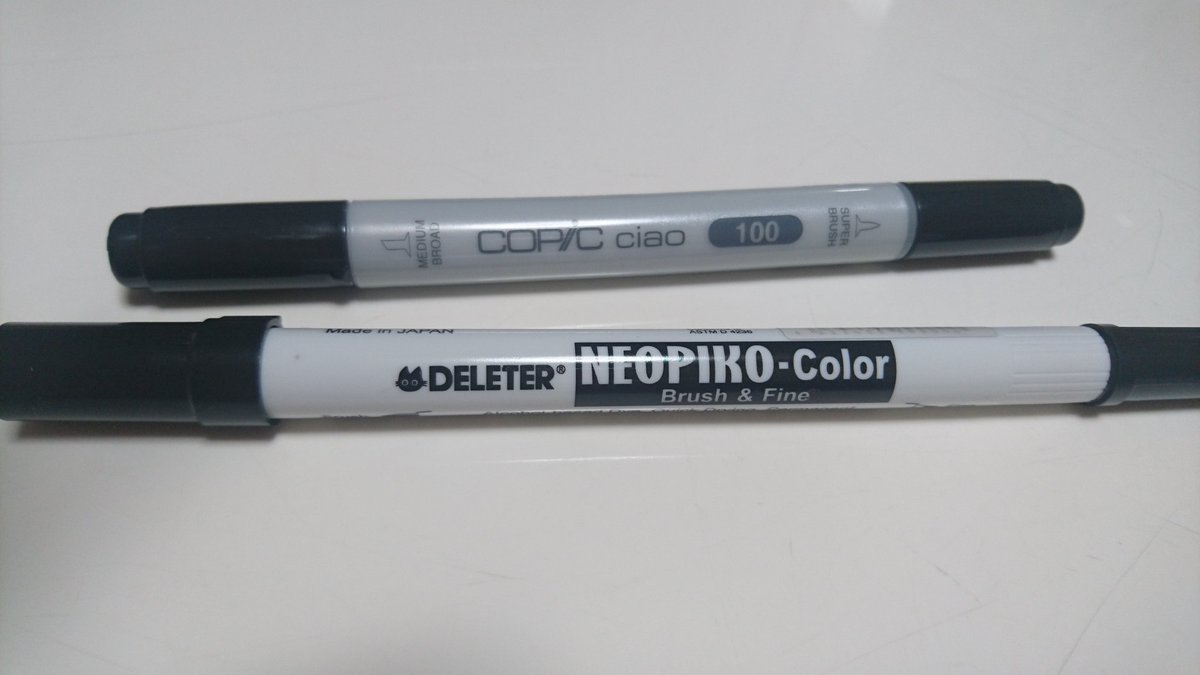 MEDIUM
BROAD
COPIC ciao
100
SUPER
BRUSH
Made in JAPAN
ASTM D 4236
DELETER®
NEOPIKO-Color
Brush & Fine